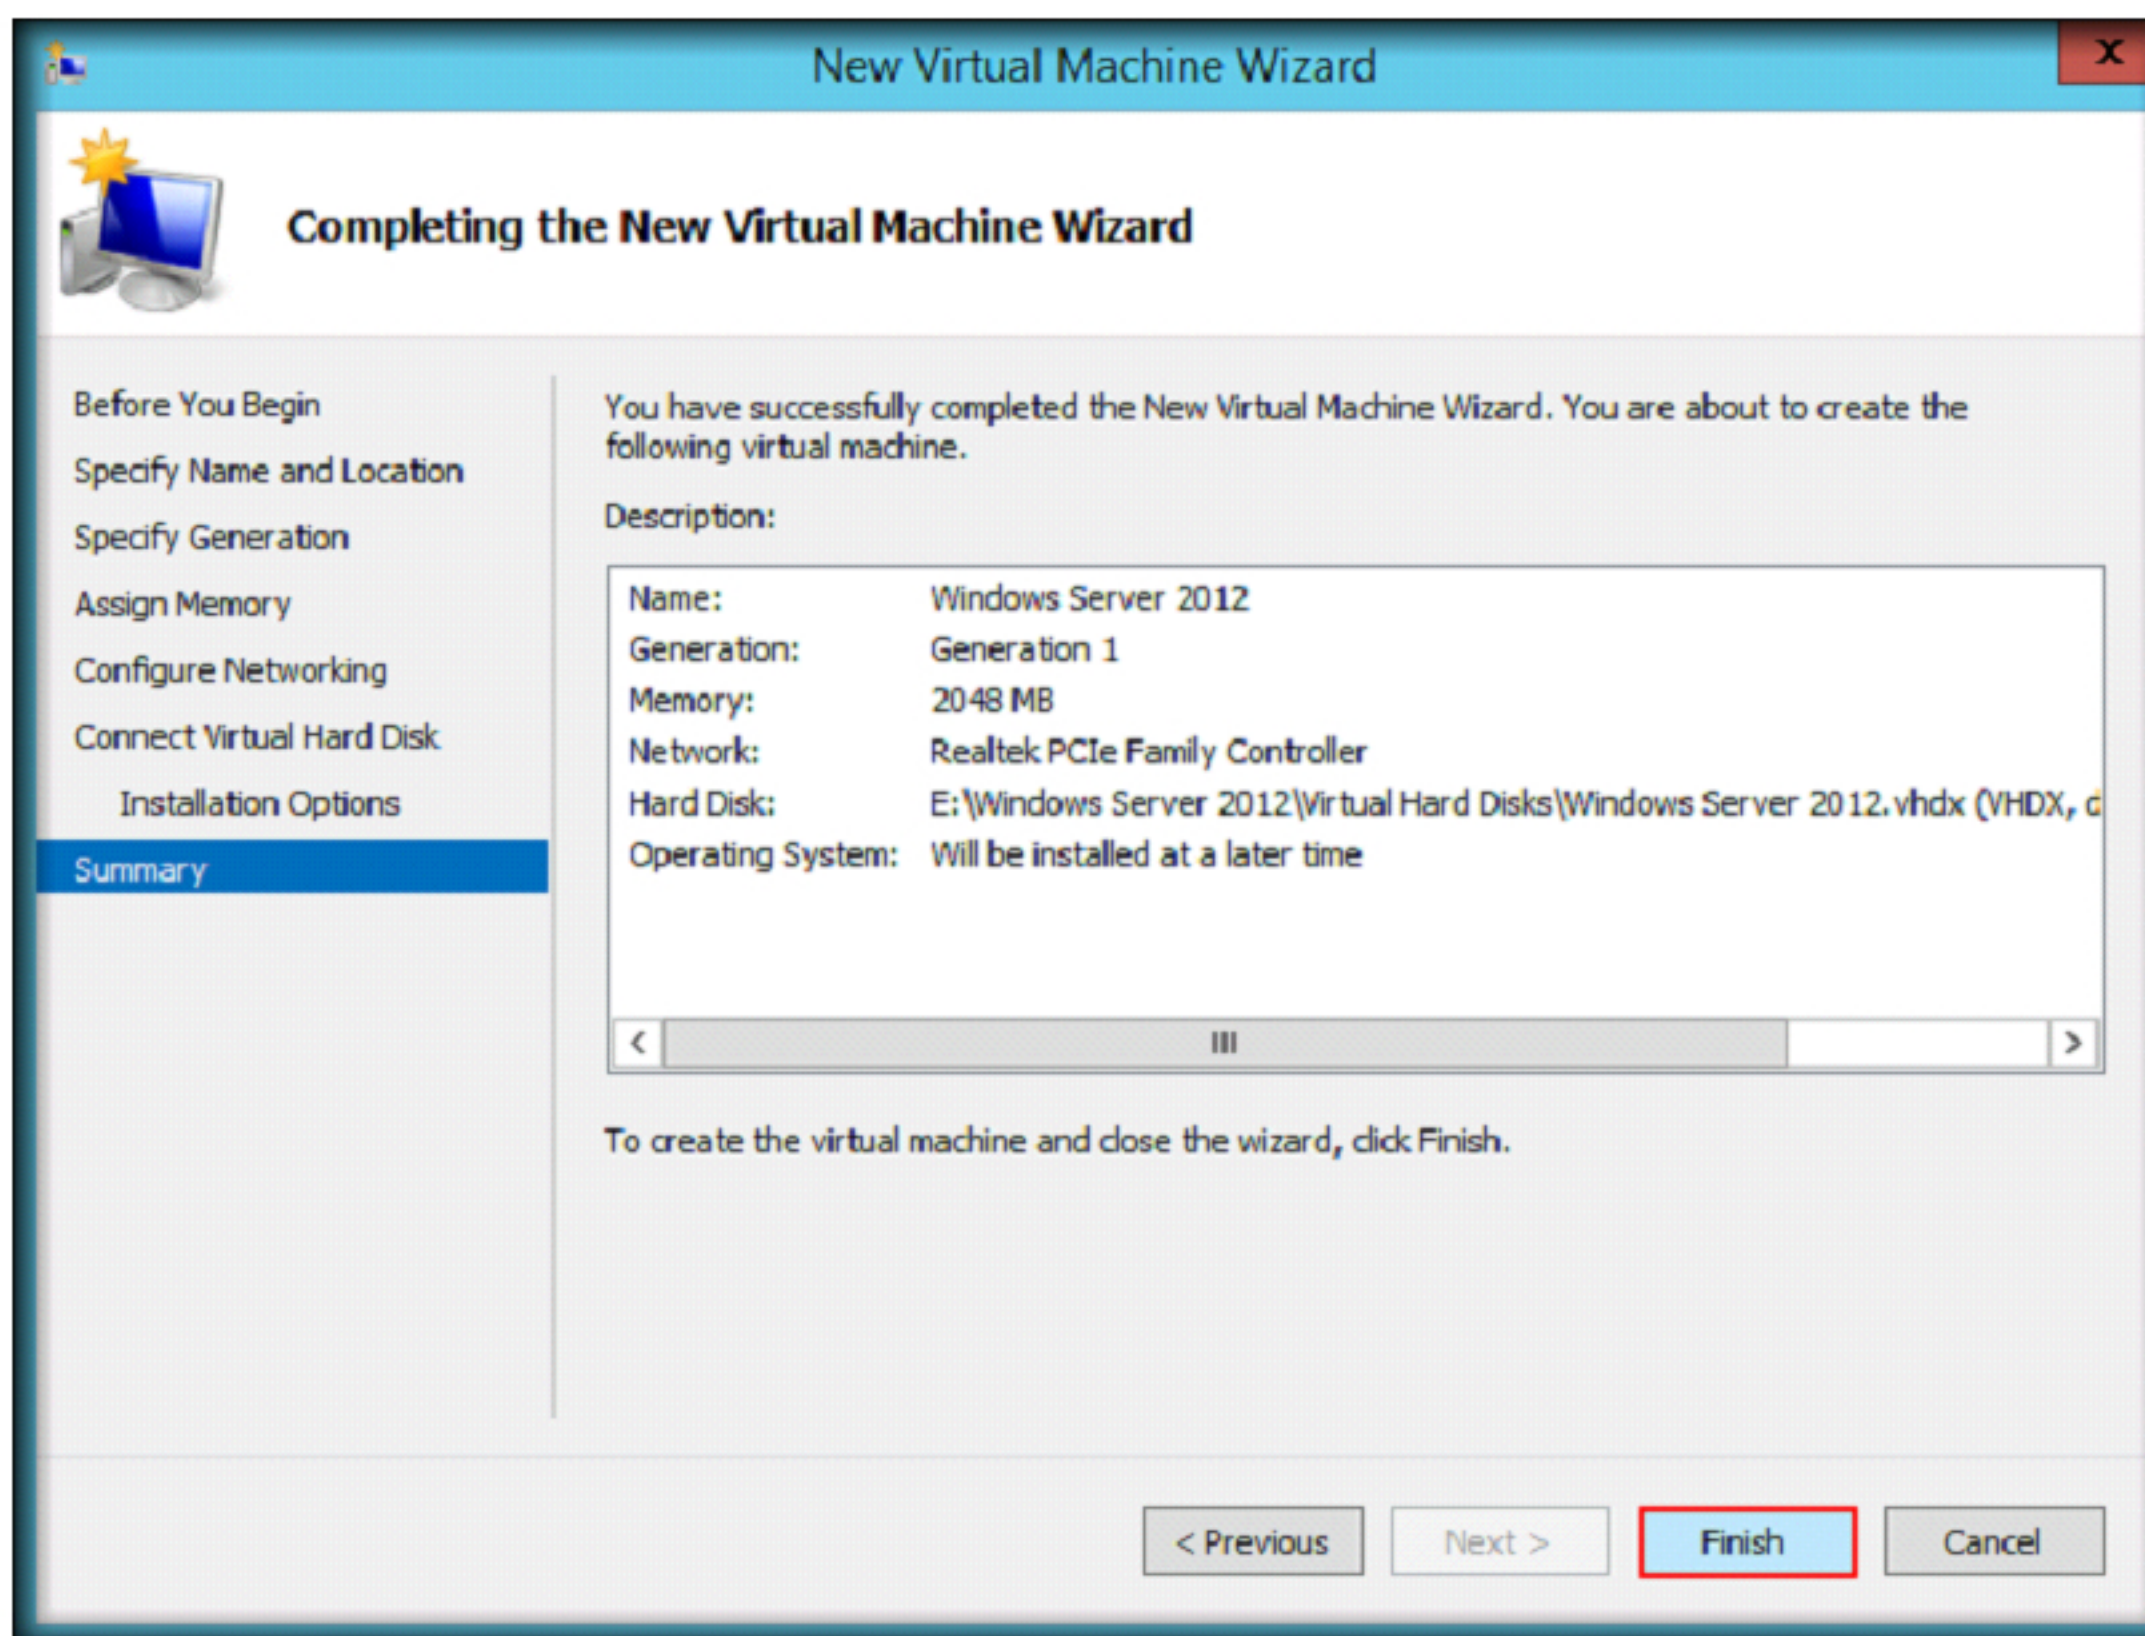 New Virtual Machine Wizard
x
Completing the New Virtual Machine Wizard
Before You Begin
Specify Name and Location
Specify Generation
Assign Memory
Configure Networking
Connect Virtual Hard Disk
Installation Options
Summary
You have successfully completed the New Virtual Machine Wizard. You are about to create the
following virtual machine.
Description:
Name: Windows Server 2012
Generation: Generation 1
Memory: 2048 MB
Network: Realtek PCIe Family Controller
Hard Disk: E:\Windows Server 2012\Virtual Hard Disks\Windows Server 2012.vhdx (VHDX,
Operating System: Will be installed at a later time
To create the virtual machine and close the wizard, click Finish.
< Previous
Next >
Finish
Cancel